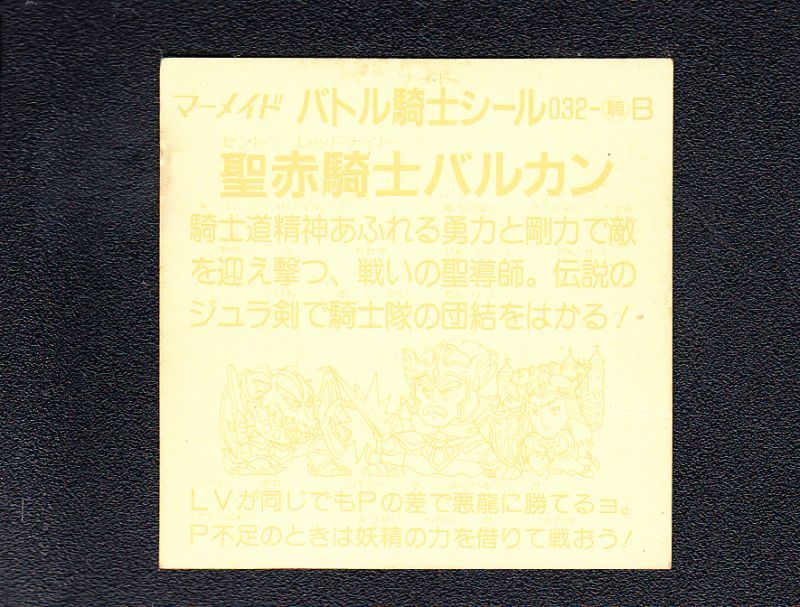 マーメイド バトル騎士シール032-㊕B
聖赤騎士バルカン
騎士道精神あふれる勇力と剛力で敵
を迎え撃つ、戦いの聖導師。伝説の
ジュラ剣で騎士隊の団結をはかる!
LVが同じでもPの差で悪龍に勝てるヨ。
P不足のときは妖精の力を借りて戦おう!